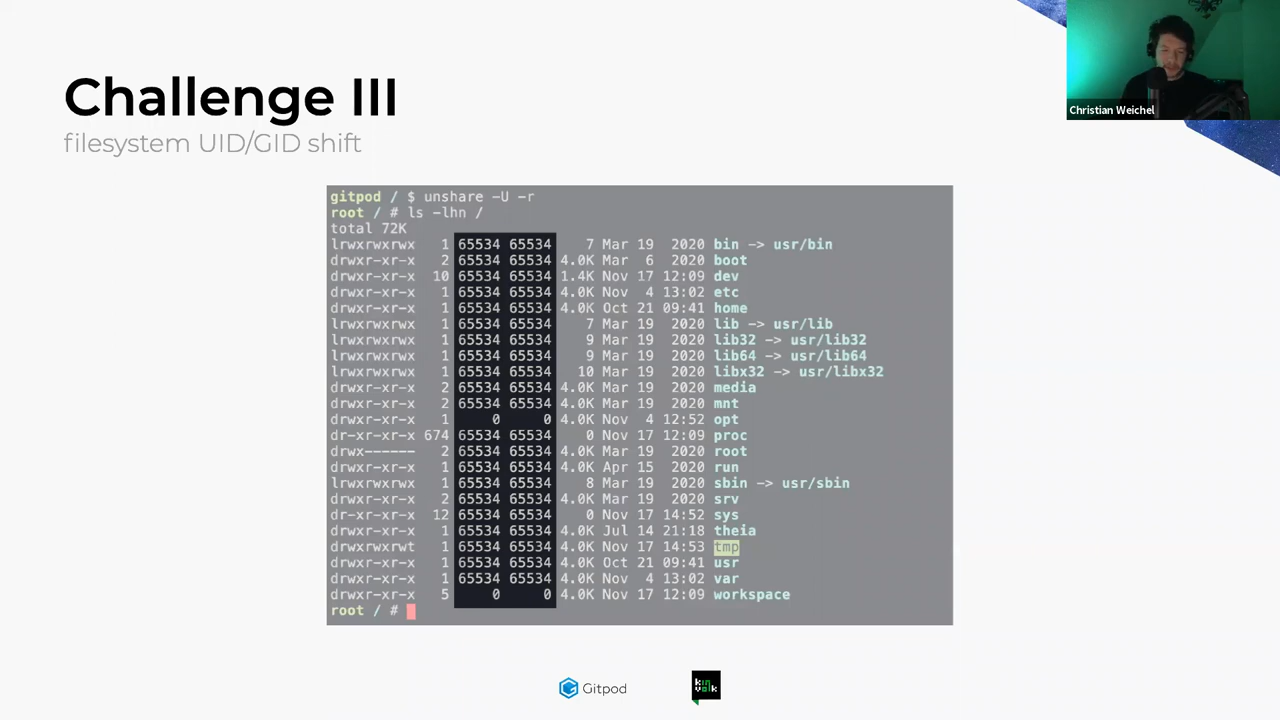 Christian Weichel
Challenge III
filesystem UID/GID shift
gitpod / $ unshare -U -r
root / # ls -lhn /
total 72K
lrwxrwxrwx 1 65534 65534 7 Mar 19 2020 bin -> usr/bin
drwxr-xr-x 2 65534 65534 4.0K Mar 6 2020 boot
drwxr-xr-x 10 65534 65534 1.4K Nov 17 12:09 dev
drwxr-xr-x 1 65534 65534 4.0K Nov 4 13:02 etc
drwxr-xr-x 1 65534 65534 4.0K Oct 21 09:41 home
lrwxrwxrwx 1 65534 65534 7 Mar 19 2020 lib -> usr/lib
lrwxrwxrwx 1 65534 65534 9 Mar 19 2020 lib32 -> usr/lib32
lrwxrwxrwx 1 65534 65534 9 Mar 19 2020 lib64 -> usr/lib64
lrwxrwxrwx 1 65534 65534 10 Mar 19 2020 libx32 -> usr/libx32
drwxr-xr-x 2 65534 65534 4.0K Mar 19 2020 media
drwxr-xr-x 2 65534 65534 4.0K Mar 19 2020 mnt
drwxr-xr-x 1 0 0 4.0K Nov 4 12:52 opt
dr-xr-xr-x 674 65534 65534 0 Nov 17 12:09 proc
drwx------ 2 65534 65534 4.0K Mar 19 2020 root
drwxr-xr-x 1 65534 65534 4.0K Apr 15 2020 run
lrwxrwxrwx 1 65534 65534 8 Mar 19 2020 sbin -> usr/sbin
drwxr-xr-x 2 65534 65534 4.0K Mar 19 2020 srv
dr-xr-xr-x 12 65534 65534 0 Nov 17 14:52 sys
drwxr-xr-x 1 65534 65534 4.0K Jul 14 21:18 theia
drwxrwxrwt 1 65534 65534 4.0K Nov 17 14:53 tmp
drwxr-xr-x 1 65534 65534 4.0K Oct 21 09:41 usr
drwxr-xr-x 1 65534 65534 4.0K Nov 4 13:02 var
drwxr-xr-x 5 0 0 4.0K Nov 17 12:09 workspace
root / #
Gitpod
kin
volk